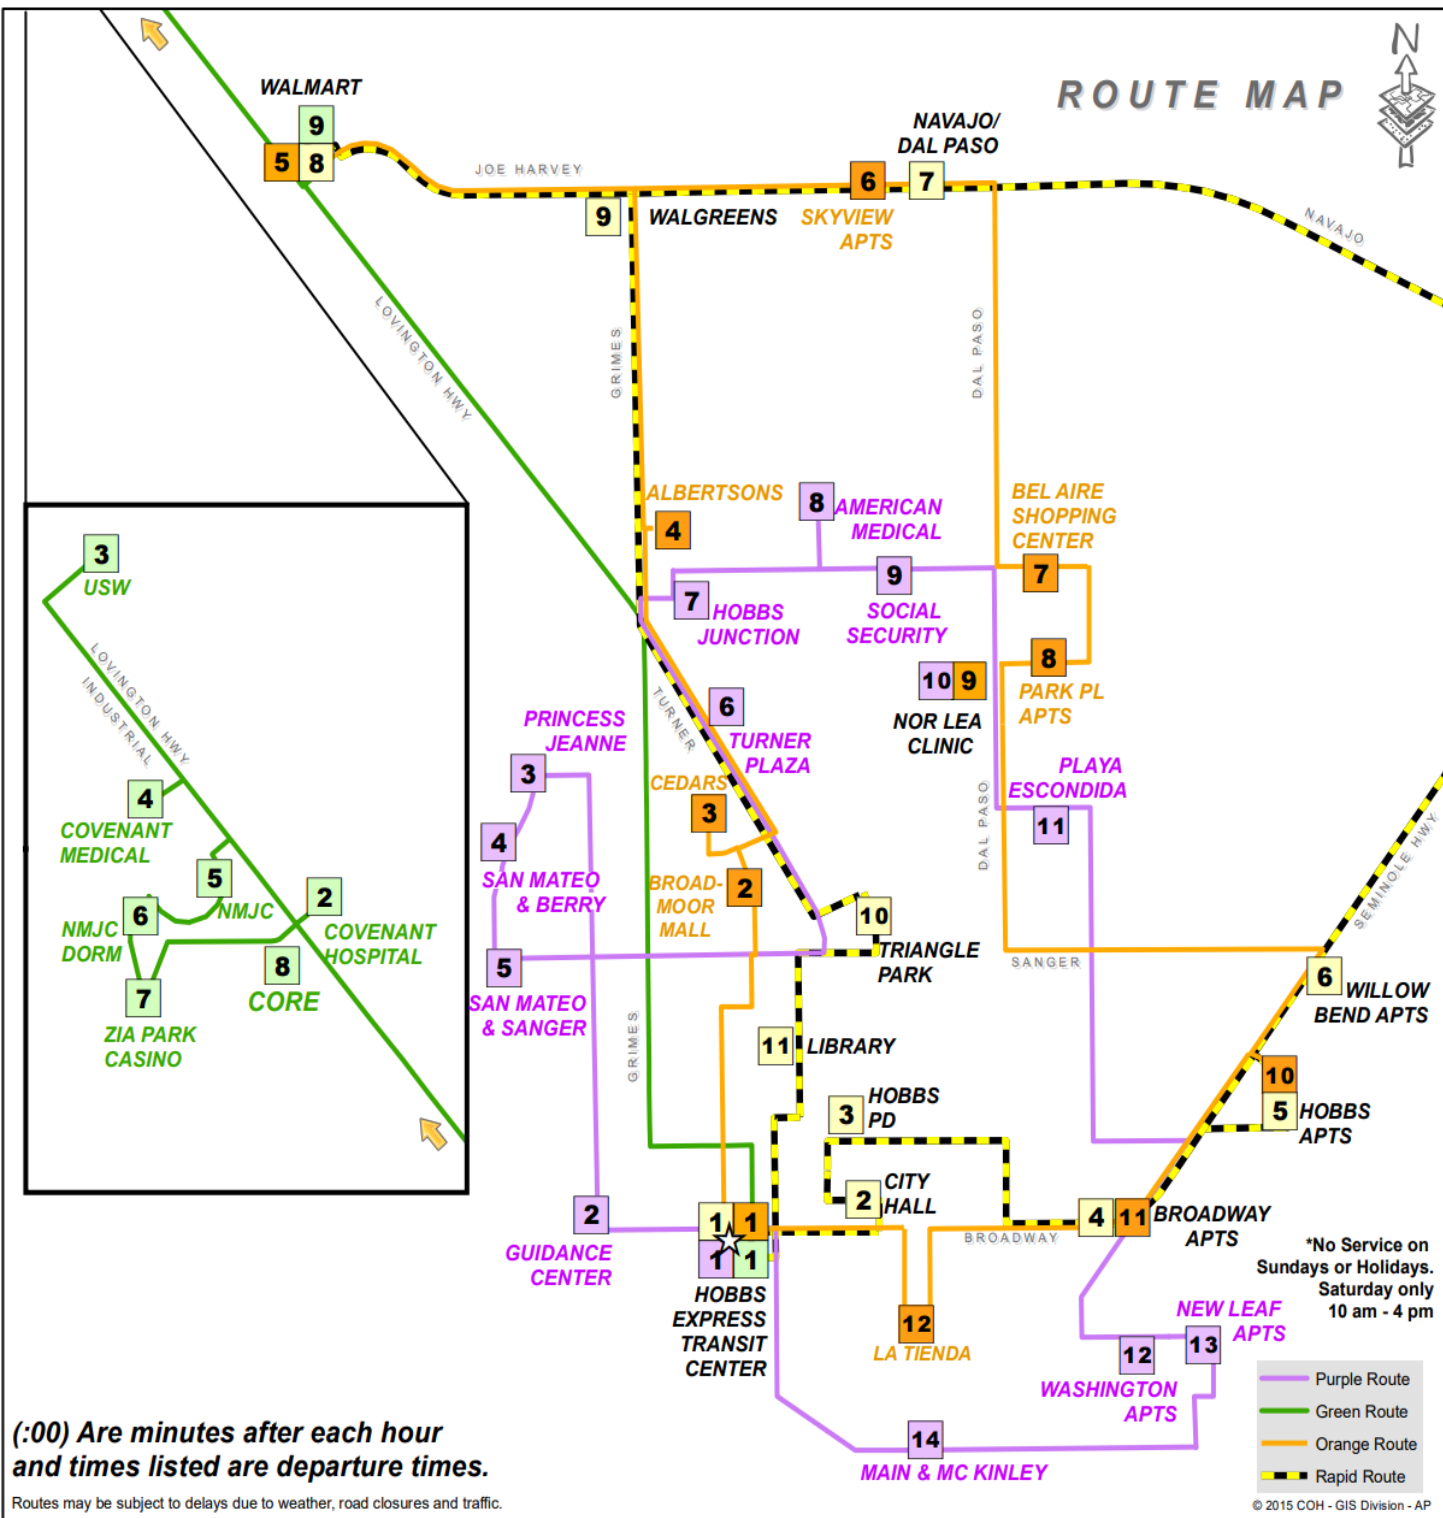 N
ROUTE MAP
WALMART
9
5
8
JOE HARVEY
NAVAJO/
DAL PASO
6
7
9
WALGREENS
SKYVIEW
APTS
NAVAJO
LOVINGTON HWY
GRIMES
DAL PASO
ALBERTSONS
4
8
AMERICAN
MEDICAL
BEL AIRE
SHOPPING
CENTER
7
9
SOCIAL
SECURITY
7
HOBBS
JUNCTION
8
PARK PL
APTS
10
9
NOR LEA
CLINIC
3
USW
LOVINGTON HWY
INDUSTRIAL
4
COVENANT
MEDICAL
5
NMJC
6
NMJC
DORM
2
COVENANT
HOSPITAL
7
ZIA PARK
CASINO
8
CORE
TURNER
6
TURNER
PLAZA
PRINCESS
JEANNE
3
4
SAN MATEO
& BERRY
5
SAN MATEO
& SANGER
CEDARS
3
BROAD-
MOOR
MALL
2
PLAYA
ESCONDIDA
11
DAL PASO
SEMINOLE HWY
10
TRIANGLE
PARK
SANGER
6
WILLOW
BEND APTS
GRIMES
11
LIBRARY
3
HOBBS
PD
10
5
HOBBS
APTS
2
CITY
HALL
2
GUIDANCE
CENTER
1
1
1
1
HOBBS
EXPRESS
TRANSIT
CENTER
BROADWAY
4
11
BROADWAY
APTS
12
LA TIENDA
*No Service on
Sundays or Holidays.
Saturday only
10 am - 4 pm
NEW LEAF
APTS
13
12
WASHINGTON
APTS
14
MAIN & MC KINLEY
Purple Route
Green Route
Orange Route
Rapid Route
(:00) Are minutes after each hour
and times listed are departure times.
Routes may be subject to delays due to weather, road closures and traffic.
© 2015 COH - GIS Division - AP